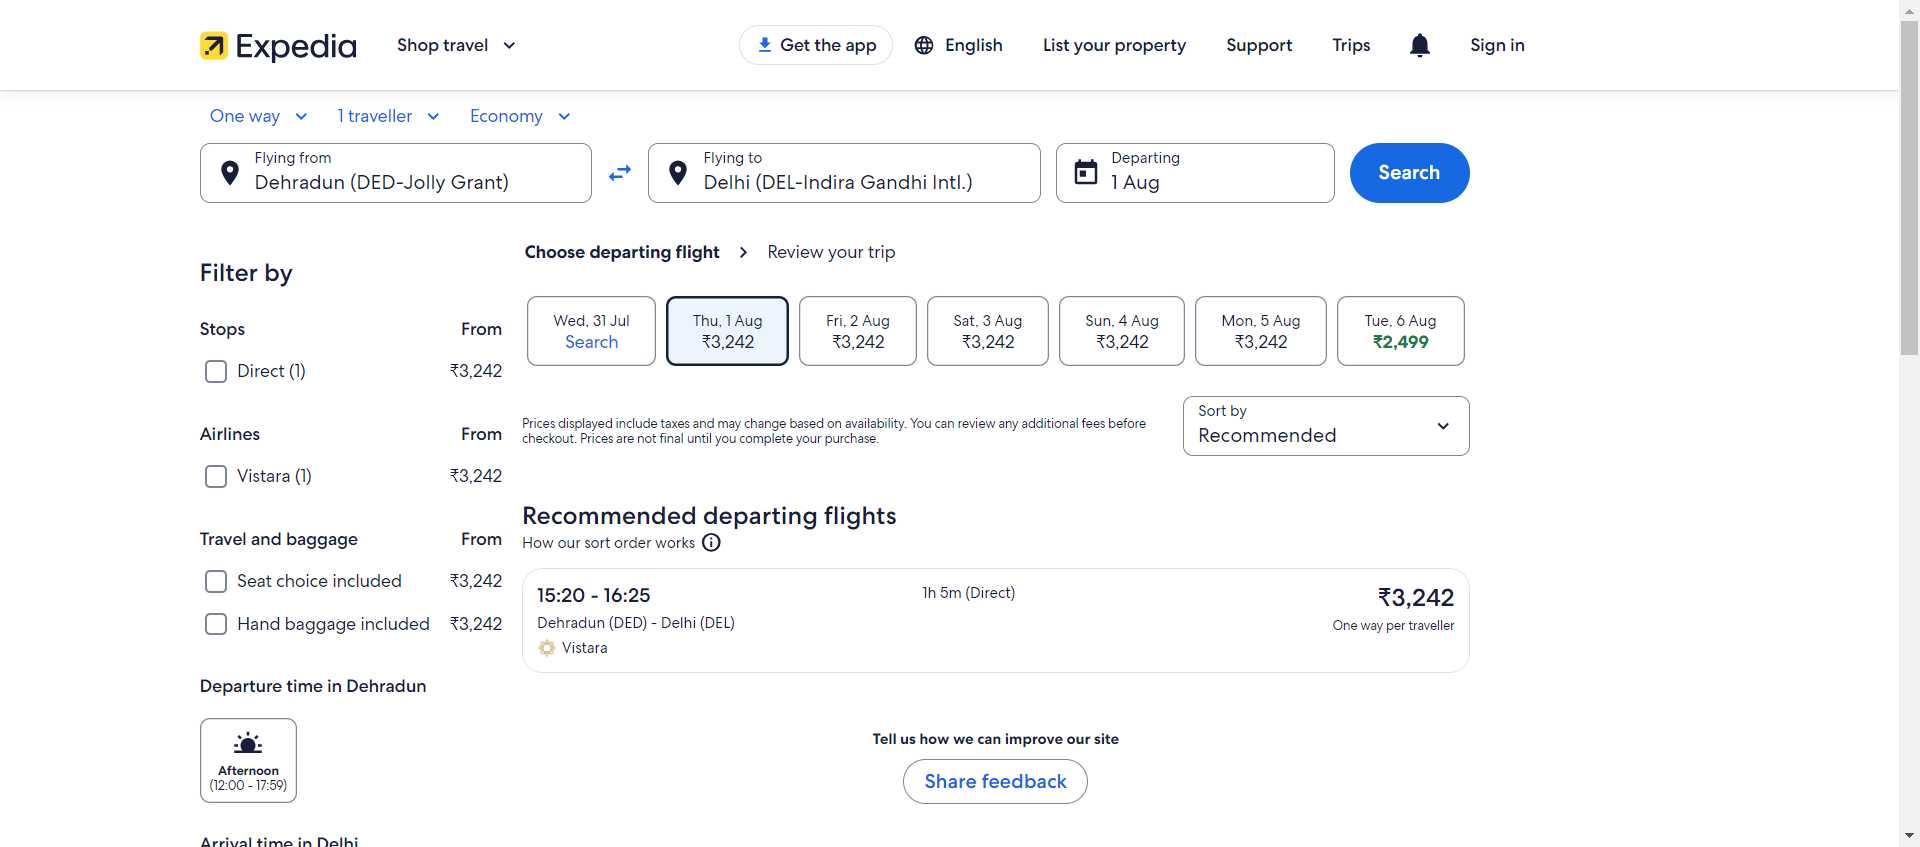 Expedia
Shop travel
Get the app
English
List your property
Support
Trips
Sign in
One way
1 traveller
Economy
Flying from
Dehradun (DED-Jolly Grant)
Flying to
Delhi (DEL-Indira Gandhi Intl.)
Departing
1 Aug
Search
Filter by
Stops From
Direct (1) ₹3,242
Airlines From
Vistara (1) ₹3,242
Travel and baggage From
Seat choice included ₹3,242
Hand baggage included ₹3,242
Departure time in Dehradun
Afternoon
(12:00 - 17:59)
Arrival time in Delhi
Choose departing flight
Review your trip
Wed, 31 Jul
Search
Thu, 1 Aug
₹3,242
Fri, 2 Aug
₹3,242
Sat, 3 Aug
₹3,242
Sun, 4 Aug
₹3,242
Mon, 5 Aug
₹3,242
Tue, 6 Aug
₹2,499
Prices displayed include taxes and may change based on availability. You can review any additional fees before
checkout. Prices are not final until you complete your purchase.
Sort by
Recommended
Recommended departing flights
How our sort order works
15:20 - 16:25
1h 5m (Direct)
₹3,242
Dehradun (DED) - Delhi (DEL)
One way per traveller
Vistara
Tell us how we can improve our site
Share feedback